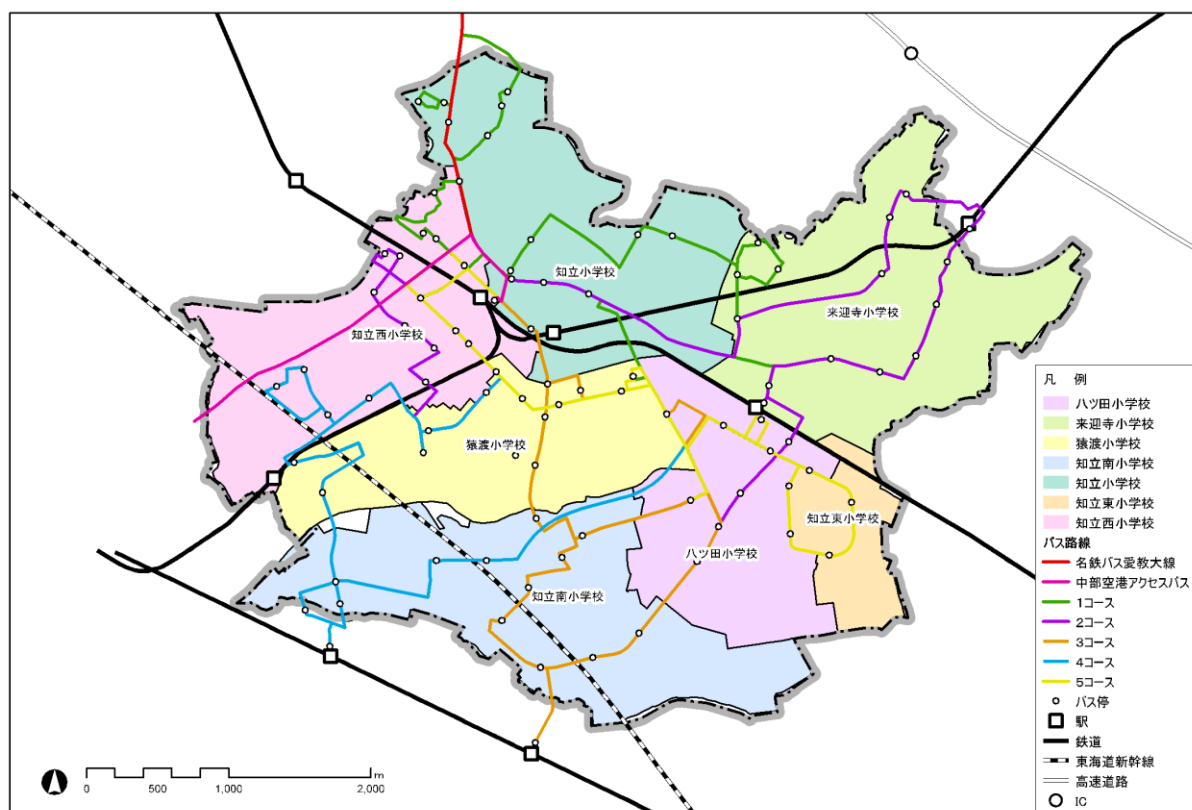 知立小学校
来迎寺小学校
知立西小学校
猿渡小学校
知立東小学校
八ツ田小学校
知立南小学校
凡 例
八ツ田小学校
来迎寺小学校
猿渡小学校
知立南小学校
知立小学校
知立東小学校
知立西小学校
バス路線
名鉄バス愛教大線
中部空港アクセスバス
1コース
2コース
3コース
4コース
5コース
バス停
駅
鉄道
東海道新幹線
高速道路
IC
m
0 500 1,000 2,000